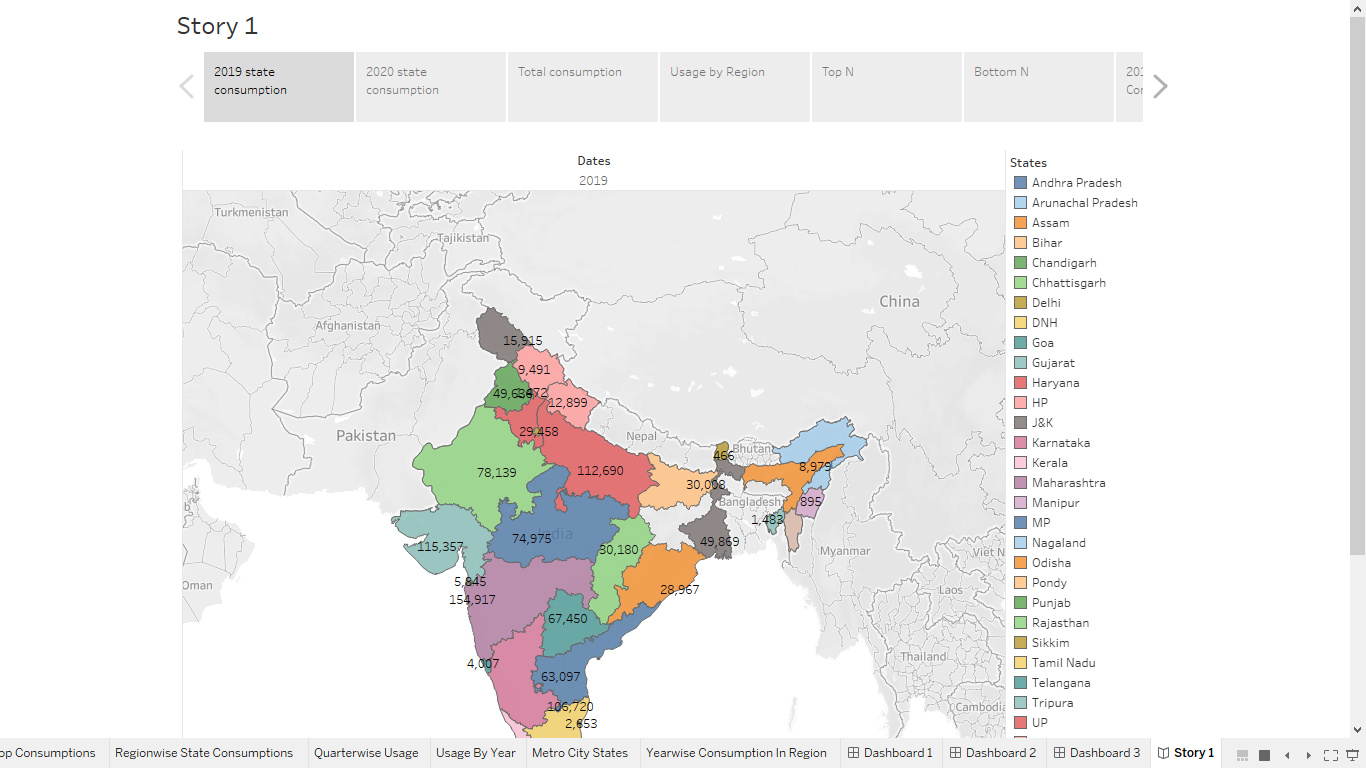 Story 1
2019 state
consumption
2020 state
consumption
Total consumption
Usage by Region
Top N
Bottom N
Dates
2019
Turkmenistan
Tajikistan
Afghanistan
China
Pakistan
Nepal
Bhutan
Bangladesh
India
Myanmar
Oman
Viet N
Laos
Thailand
Cambodia
15,915
9,491
12,899
29,458
78,139
112,690
466
8,979
30,008
895
1,483
115,357
74,975
30,180
49,869
5,845
154,917
28,967
67,450
4,007
63,097
106,720
2,653
States
Andhra Pradesh
Arunachal Pradesh
Assam
Bihar
Chandigarh
Chhattisgarh
Delhi
DNH
Goa
Gujarat
Haryana
HP
J&K
Karnataka
Kerala
Maharashtra
Manipur
MP
Nagaland
Odisha
Pondy
Punjab
Rajasthan
Sikkim
Tamil Nadu
Telangana
Tripura
UP
op Consumptions
Regionwise State Consumptions
Quarterwise Usage
Usage By Year
Metro City States
Yearwise Consumption In Region
Dashboard 1
Dashboard 2
Dashboard 3
Story 1